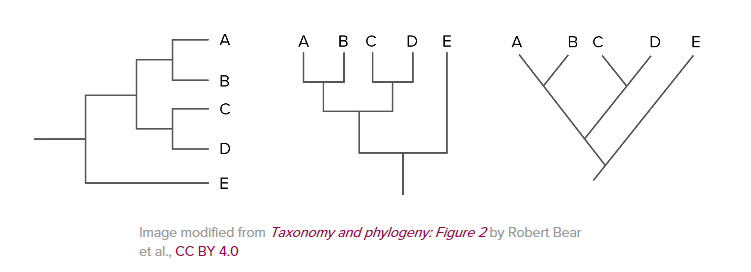 A
B
C
D
E
A B C D E
A B C D E
Image modified from Taxonomy and phylogeny: Figure 2 by Robert Bear
et al., CC BY 4.0